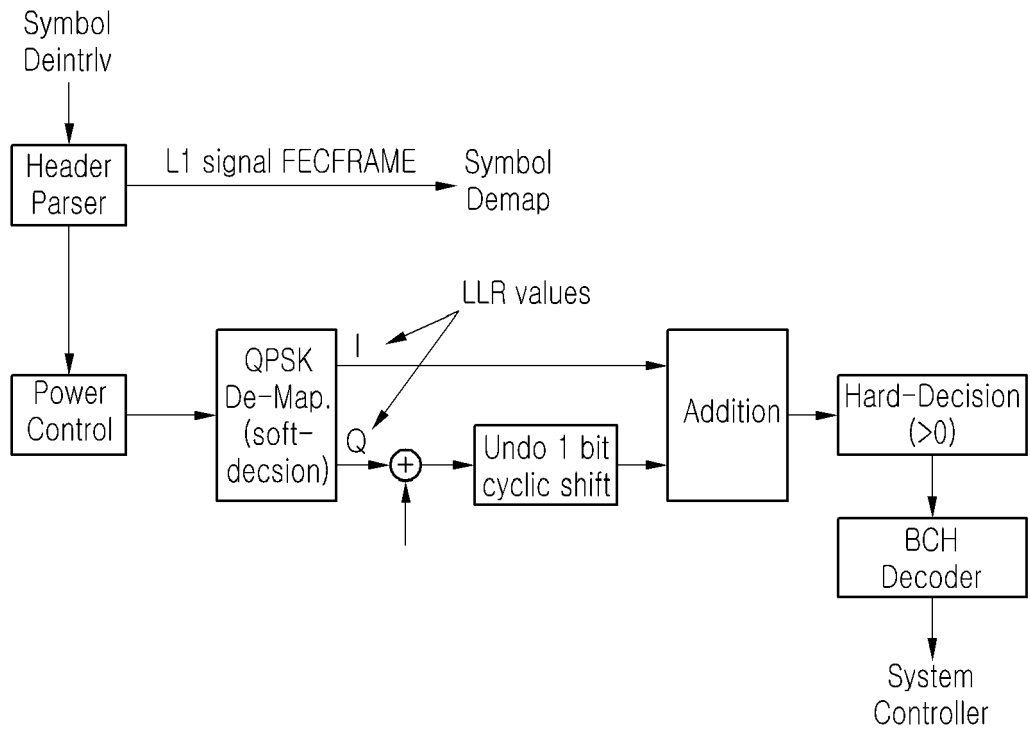 Symbol
Deintrlv
Header
Parser
L1 signal FECFRAME
Symbol
Demap
LLR values
Power
Control
QPSK
De-Map.
(soft-
decsion)
I
Q
+
Undo 1 bit
cyclic shift
Addition
Hard-Decision
(>0)
BCH
Decoder
System
Controller